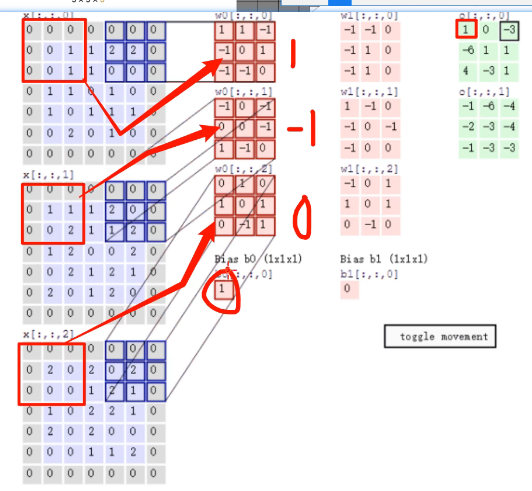 x[:,:,0]
0 0 0 0 0 0 0
0 0 1 1 2 2 0
0 0 1 1 0 0 0
0 1 1 0 1 0 0
0 1 0 1 1 1 0
0 0 2 0 1 0 0
0 0 0 0 0 0 0
x[:,:,1]
0 0 0 0 0 0 0
0 1 1 1 2 0 0
0 0 2 1 1 2 0
0 1 2 0 0 2 0
0 0 2 1 2 1 0
0 2 0 1 2 0 0
0 0 0 0 0 0 0
x[:,:,2]
0 0 0 0 0 0 0
0 2 0 2 0 2 0
0 0 0 1 2 1 0
0 1 0 2 2 1 0
0 2 0 2 0 0 0
0 0 0 1 1 2 0
0 0 0 0 0 0 0
w0[:,:,0]
1 1 -1
-1 0 1
-1 -1 0
1
w0[:,:,1]
-1 0 -1
0 0 -1
1 -1 0
-1
w0[:,:,2]
0 1 0
1 0 1
0 -1 1
0
Bias b0 (1x1x1)
b0[:,:,0]
1
w1[:,:,0]
-1 -1 0
-1 1 0
-1 1 0
w1[:,:,1]
1 -1 0
-1 0 -1
-1 0 0
w1[:,:,2]
-1 0 1
1 0 1
0 -1 0
Bias b1 (1x1x1)
b1[:,:,0]
0
o[:,:,0]
1 0 -3
-6 1 1
4 -3 1
o[:,:,1]
-1 -6 -4
-2 -3 -4
-1 -3 -3
toggle movement